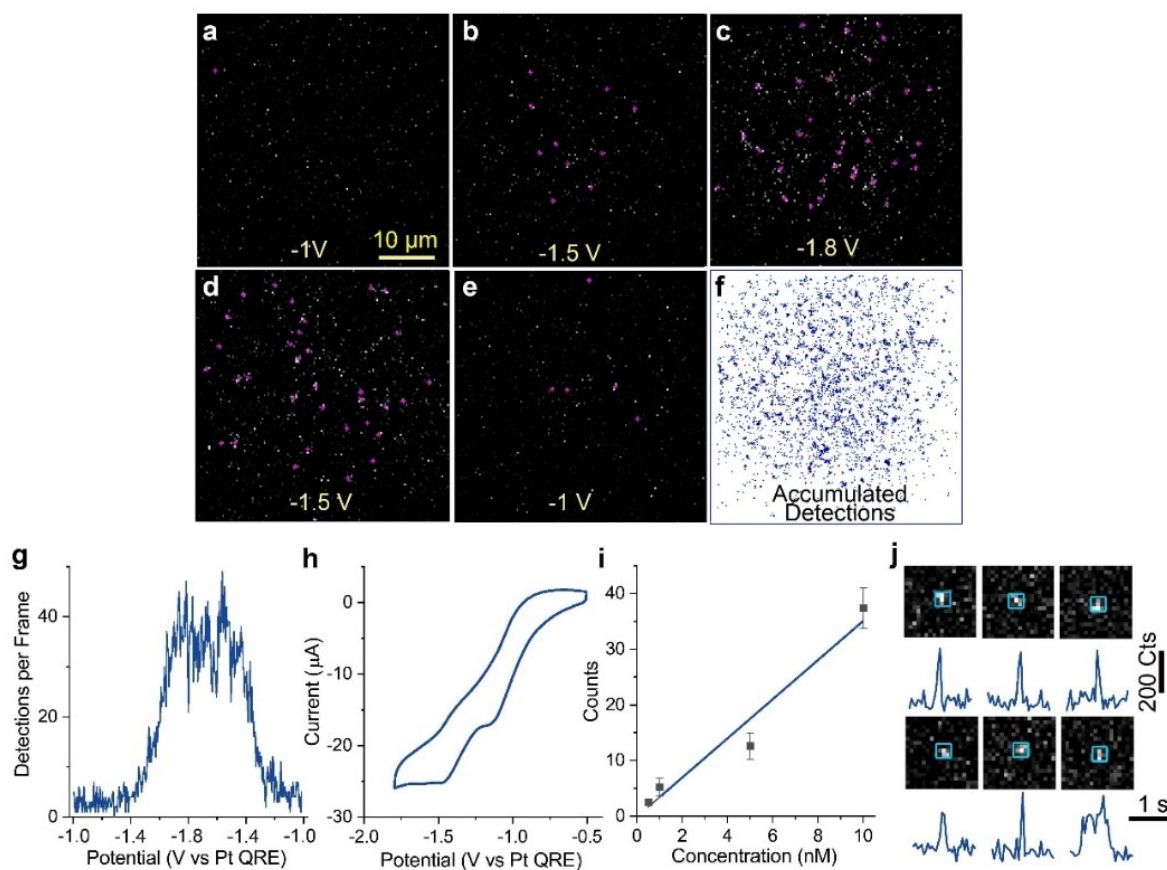 a
b
c
-1V
10 μm
-1.5 V
-1.8 V
d
e
f
-1.5 V
-1 V
Accumulated
Detections
g
h
i
j
Detections per Frame
40
20
0
-1.0
-1.4
-1.8
-1.4
-1.0
Potential (V vs Pt QRE)
Current (μA)
0
-10
-20
-30
-2.0
-1.5
-1.0
-0.5
Potential (V vs Pt QRE)
Counts
40
30
20
10
0
0
2
4
6
8
10
Concentration (nM)
200 Cts
1 s